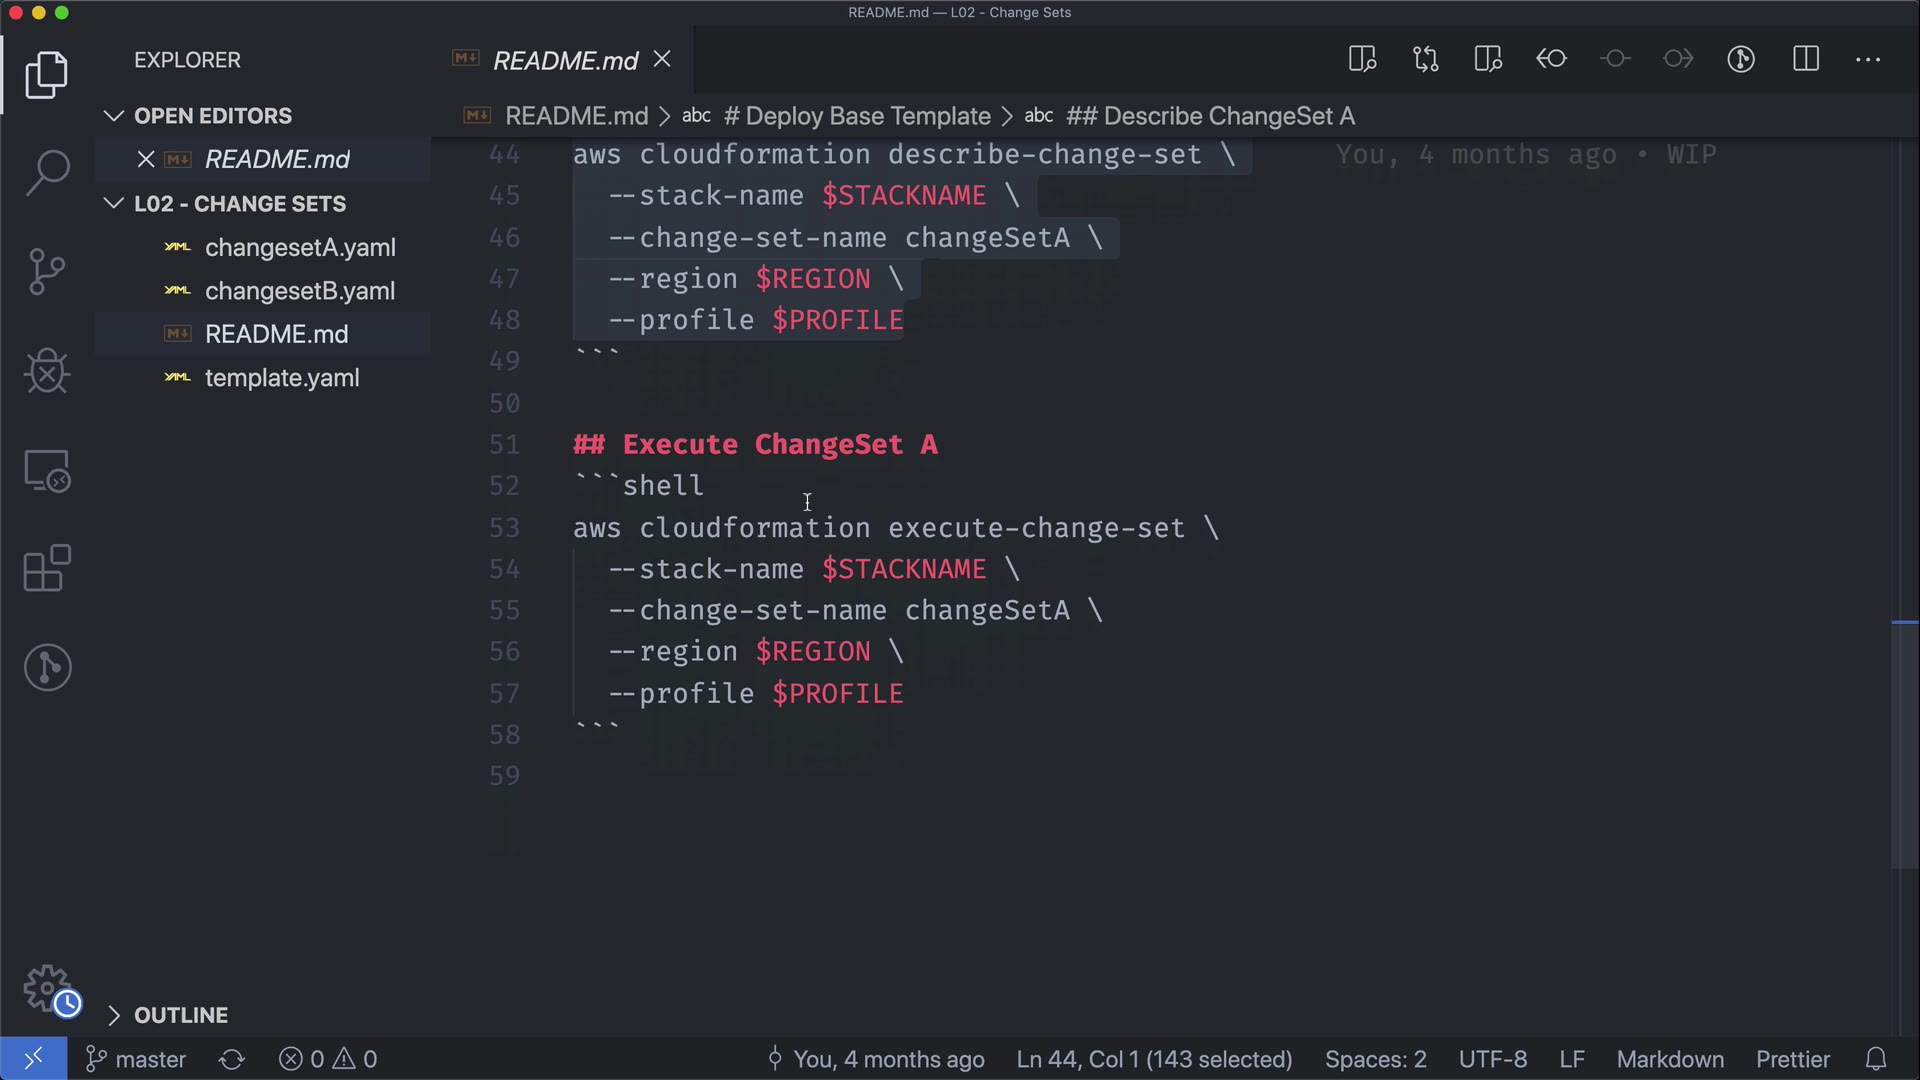 README.md — L02 - Change Sets
EXPLORER
README.md
OPEN EDITORS
README.md
L02 - CHANGE SETS
changesetA.yaml
changesetB.yaml
README.md
template.yaml
OUTLINE
README.md > abc # Deploy Base Template > abc ## Describe ChangeSet A
44 aws cloudformation describe-change-set \ You, 4 months ago • WIP
45 --stack-name $STACKNAME \
46 --change-set-name changeSetA \
47 --region $REGION \
48 --profile $PROFILE
49 ```
50
51 ## Execute ChangeSet A
52 ```shell
53 aws cloudformation execute-change-set \
54 --stack-name $STACKNAME \
55 --change-set-name changeSetA \
56 --region $REGION \
57 --profile $PROFILE
58 ```
59
master 0 0 You, 4 months ago Ln 44, Col 1 (143 selected) Spaces: 2 UTF-8 LF Markdown Prettier